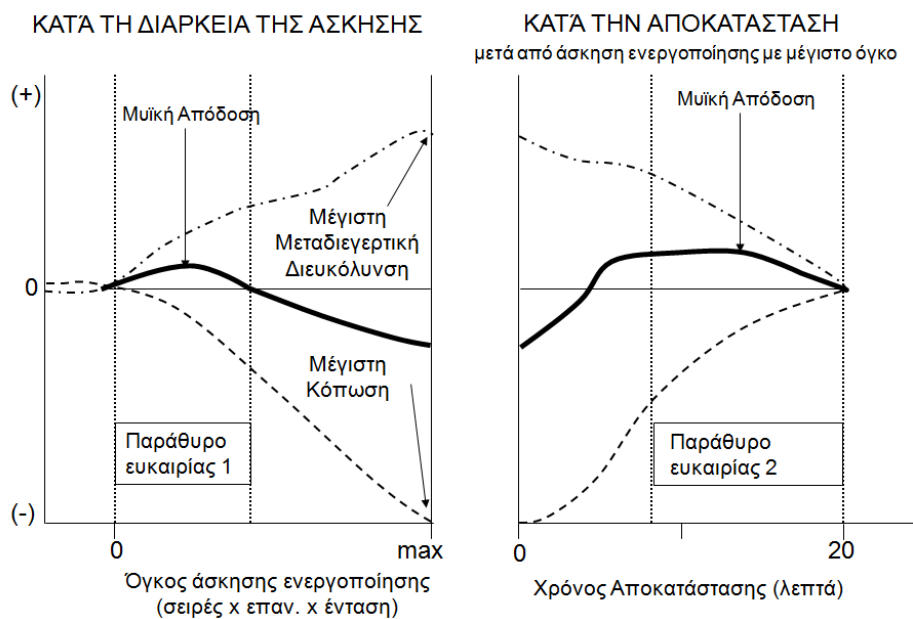 ΚΑΤΆ ΤΗ ΔΙΑΡΚΕΙΑ ΤΗΣ ΆΣΚΗΣΗΣ
(+)
Μυϊκή Απόδοση
Μέγιστη
Μεταδιεγερτική
Διευκόλυνση
0
Μέγιστη
Κόπωση
Παράθυρο
ευκαιρίας 1
(-)
0
max
Όγκος άσκησης ενεργοποίησης
(σειρές x επαν. x ένταση)
ΚΑΤΆ ΤΗΝ ΑΠΟΚΑΤΑΣΤΑΣΗ
μετά από άσκηση ενεργοποίησης με μέγιστο όγκο
Μυϊκή Απόδοση
Παράθυρο
ευκαιρίας 2
0
20
Χρόνος Αποκατάστασης (λεπτά)